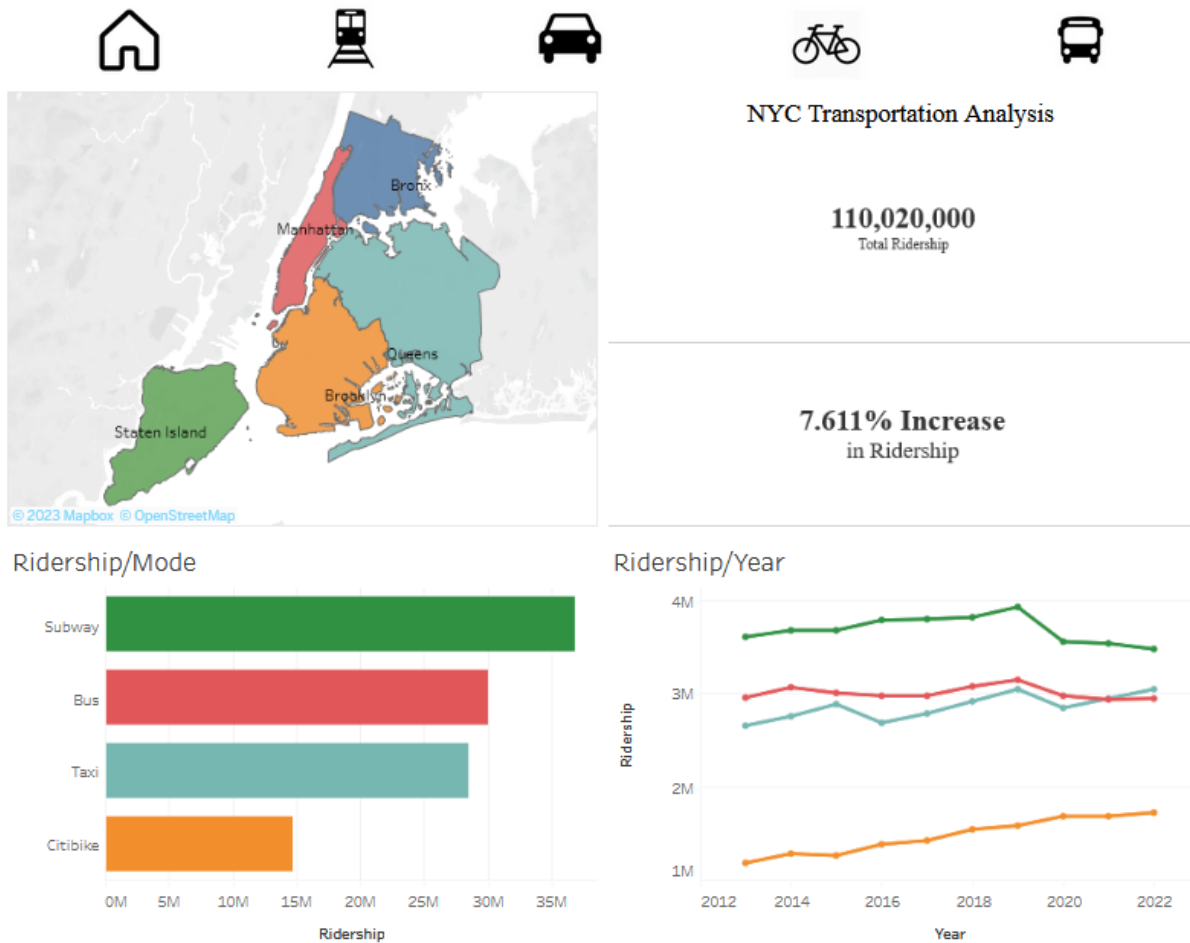 NYC Transportation Analysis
Bronx
Manhattan
Queens
Brooklyn
Staten Island
© 2023 Mapbox © OpenStreetMap
110,020,000
Total Ridership
7.611% Increase
in Ridership
Ridership/Mode
Subway
Bus
Taxi
Citibike
0M 5M 10M 15M 20M 25M 30M 35M
Ridership
Ridership/Year
4M
3M
2M
1M
Ridership
2012 2014 2016 2018 2020 2022
Year